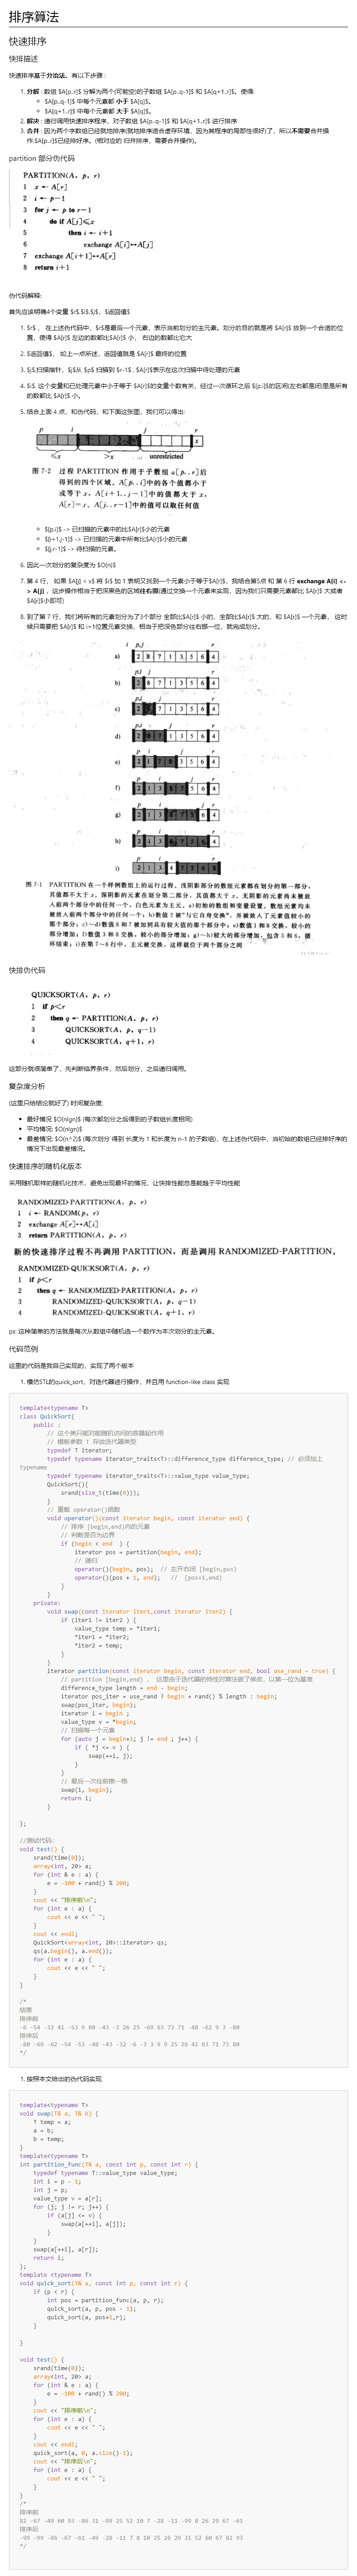 排序算法
快速排序
快排描述
快速排序基于分治法。有以下步骤 :
1. 分解 : 数组 $A[p..r]$ 分解为两个(可能空)的子数组 $A[p..q-1]$ 和 $A[q+1..r]$。使得:
$A[p..q-1]$ 中每个元素都 小于 $A[q]$。
$A[q+1..r]$ 中每个元素都 大于 $A[q]$。
2. 解决 : 递归调用快速排序程序，对子数组 $A[p..q-1]$ 和 $A[q+1..r]$ 进行排序
3. 合并 : 因为两个字数组已经就地排序(就地排序适合虚存环境，因为其程序的局部性很好)了，所以不需要合并操
作.$A[p..r]$已经排好序。(相对应的 归并排序，需要合并操作)。
partition 部分伪代码
PARTITION(A, p, r)
1 x ← A[r]
2 i ← p−1
3 for j ← p to r−1
4 do if A[j]⩽x
5 then i ← i+1
6 exchange A[i]↔A[j]
7 exchange A[i+1]↔A[r]
8 return i+1
伪代码解释:
首先应该明确4个变量 $r$.$i$.$j$，$返回值$
1. $r$ ， 在上述伪代码中，$r$是最后一个元素，表示当前划分的主元素。划分的目的就是将 $A[r]$ 放到一个合适的位
置，使得 $A[r]$ 左边的数都比$A[r]$ 小， 右边的数都比它大
2. $返回值$， 如上一点所述，返回值就是 $A[r]$ 最终的位置
3. $j$,扫描指针，$j$从 $p$ 扫描到 $r-1$ . $A[j]$表示在这次扫描中待处理的元素
4. $i$. 这个变量和已处理元素中小于等于 $A[r]$的变量个数有关，经过一次循环之后 $[p,i]$的区间(左右都是闭)里是所有
的数都比 $A[r]$ 小。
5. 结合上面 4 点，和伪代码，和下面这张图，我们可以得出:
p i j r
≤x >x unrestricted
图 7-2 过程 PARTITION 作用于子数组 a[p..r]后
得到的四个区域。A[p..i]中的各个值都小于
或等于 x，A[i+1..j−1]中的值都大于 x，
A[r]=x。A[j..r−1]中的值可以取任何值
$[p,i]$ -> 已扫描的元素中的比$A[r]$小的元素
$[i+1,j-1]$ -> 已扫描的元素中所有比$A[r]$小的元素
$[j,r-1]$ -> 待扫描的元素。
6. 因此一次划分的复杂度为 $O(n)$
7. 第 4 行， 如果 $A[j] < x$ 将 $i$ 加 1 表明又找到一个元素小于等于$A[r]$，我结合第5点 和 第 6 行 exchange A[i] <-
> A[j] ，这步操作相当于把深黑色的区域往右挪(通过交换一个元素来实现，因为我们只需要元素都比 $A[r]$ 大或者
$A[r]$小即可)
8. 到了第 7 行，我们将所有的元素划分为了3个部分 全部比$A[r]$ 小的，全部比$A[r]$ 大的，和 $A[r]$ 一个元素， 这时
候只需要把 $A[r]$ 和 i+1位置元素交换，相当于把深色部分往右挪一位，就完成划分。
i p,j r
a) 2 8 7 1 3 5 6 4
p,i j r
b) 2 8 7 1 3 5 6 4
p,i j r
c) 2 8 7 1 3 5 6 4
p,i j r
d) 2 8 7 1 3 5 6 4
p i j r
e) 2 1 7 8 3 5 6 4
p i j r
f) 2 1 3 8 7 5 6 4
p i j r
g) 2 1 3 8 7 5 6 4
p i r
h) 2 1 3 8 7 5 6 4
p i r
i) 2 1 3 4 7 5 6 8
图 7-1 PARTITION 在一个样例数组上的运行过程，浅阴影部分的数组元素都在划分的第一部分，
其值都不大于 x。深阴影的元素都在划分第二部分，其值都大于 x。无阴影的元素尚未被放
入前两个部分中的任何一个，白色元素为主元。a)初始的数组变量设置。数组元素均未
被放入前两个部分中的任何一个；b)数值 2 被“与它自身交换”，并被放入了元素值较小的
那个部分；c)～d)数值 8 和 7 被加到其元素值较大的那个部分；e)数值 1 和 8 交换，较小的
部分增加；f)数值 3 和 8 交换，较小的部分增加；g)～h)较大的部分增加，包含 5 和 6，循
环结束；i)在第 7～8 行中，主元被交换，这样就位于两个部分之间
快排伪代码
QUICKSORT(A, p, r)
1 if p<r
2 then q ← PARTITION(A, p, r)
3 QUICKSORT(A, p, q−1)
4 QUICKSORT(A, q+1, r)
这部分就很简单了，先判断临界条件，然后划分，之后递归调用。
复杂度分析
(这里只给结论就好了) 时间复杂度:
最好情况 $O(nlgn)$ (每次都划分之后得到的子数组长度相同)
平均情况: $O(nlgn)$
最差情况: $O(n^2)$ (每次划分 得到 长度为 1 和长度为 n-1 的子数组)，在上述伪代码中，当初始的数组已经排好序的
情况下出现最差情况。
快速排序的随机化版本
采用随机取样的随机化技术，避免出现最坏的情况，让快排性能总是能趋于平均性能
RANDOMIZED-PARTITION(A, p, r)
1 i ← RANDOM(p, r)
2 exchange A[r]↔A[i]
3 return PARTITION(A, p, r)
新的快速排序过程不再调用 PARTITION，而是调用 RANDOMIZED-PARTITION。
RANDOMIZED-QUICKSORT(A, p, r)
1 if p<r
2 then q ← RANDOMIZED-PARTITION(A, p, r)
3 RANDOMIZED-QUICKSORT(A, p, q−1)
4 RANDOMIZED-QUICKSORT(A, q+1, r)
ps: 这种简单的方法就是每次从数组中随机选一个数作为本次划分的主元素。
代码范例
这里的代码是我自己实现的，实现了两个版本
1. 模仿STL的quick_sort，对迭代器进行操作，并且用 function-like class 实现.
template<typename T>
class QuickSort{
public :
// 这个类只能对能随机访问的容器起作用
// 模板参数 T 存放迭代器类型
typedef T iterator;
typedef typename iterator_traits<T>::difference_type difference_type; // 必须加上
typename
typedef typename iterator_traits<T>::value_type value_type;
QuickSort(){
srand(size_t(time(0)));
}
// 重载 operator()函数
void operator()(const iterator begin, const iterator end) {
// 排序 [begin,end)内的元素
// 判断是否为边界
if (begin < end ) {
iterator pos = partition(begin, end);
// 递归
operator()(begin, pos); // 左开右闭 [begin,pos)
operator()(pos + 1, end); // [pos+1,end)
}
}
private:
void swap(const iterator iter1,const iterator iter2) {
if (iter1 != iter2 ) {
value_type temp = *iter1;
*iter1 = *iter2;
*iter2 = temp;
}
}
iterator partition(const iterator begin, const iterator end, bool use_rand = true) {
// partition [begin,end) ， 这里由于迭代器的特性对算法做了修改，以第一位为基准
difference_type length = end - begin;
iterator pos_iter = use_rand ? begin + rand() % length : begin;
swap(pos_iter, begin);
iterator i = begin ;
value_type v = *begin;
// 扫描每一个元素
for (auto j = begin+1; j != end ; j++) {
if ( *j <= v ) {
swap(++i, j);
}
}
// 最后一次往前挪一格
swap(i, begin);
return i;
}
};
//测试代码:
void test() {
srand(time(0));
array<int, 20> a;
for (int & e : a) {
e = -100 + rand() % 200;
}
cout << "排序前\n";
for (int e : a) {
cout << e << " ";
}
cout << endl;
QuickSort<array<int, 20>::iterator> qs;
qs(a.begin(), a.end());
for (int e : a) {
cout << e << " ";
}
}
/*
结果
排序前
-6 -54 -32 41 -53 9 80 -43 -3 26 25 -69 63 73 71 -48 -62 9 3 -80
排序后
-80 -69 -62 -54 -53 -48 -43 -32 -6 -3 3 9 9 25 26 41 63 71 73 80
*/
1. 按照本文给出的伪代码实现
template<typename T>
void swap(T& a, T& b) {
T temp = a;
a = b;
b = temp;
}
template<typename T>
int partition_func(T& a, const int p, const int r) {
typedef typename T::value_type value_type;
int i = p - 1;
int j = p;
value_type v = a[r];
for (j; j != r; j++) {
if (a[j] <= v) {
swap(a[++i], a[j]);
}
}
swap(a[++i], a[r]);
return i;
};
template <typename T>
void quick_sort(T& a, const int p, const int r) {
if (p < r) {
int pos = partition_func(a, p, r);
quick_sort(a, p, pos - 1);
quick_sort(a, pos+1,r);
}
}
void test() {
srand(time(0));
array<int, 20> a;
for (int & e : a) {
e = -100 + rand() % 200;
}
cout << "排序前\n";
for (int e : a) {
cout << e << " ";
}
cout << endl;
quick_sort(a, 0, a.size()-1);
cout << "排序后\n";
for (int e : a) {
cout << e << " ";
}
}
/*
排序前
82 -67 -49 60 93 -86 31 -99 25 52 10 7 -28 -11 -99 8 26 29 67 -61
排序后
-99 -99 -86 -67 -61 -49 -28 -11 7 8 10 25 26 29 31 52 60 67 82 93
*/